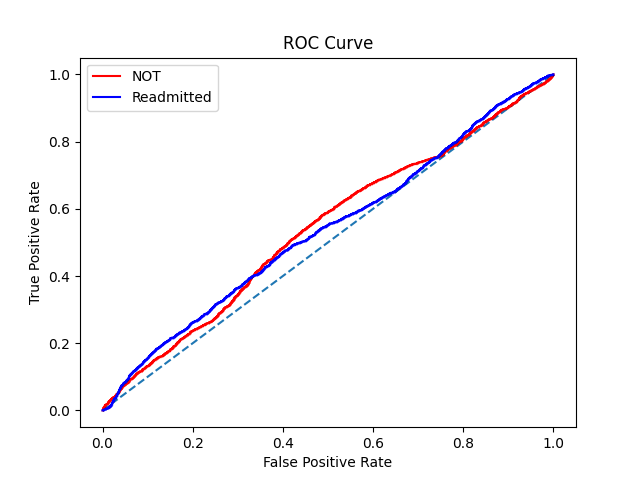 ROC Curve
NOT
Readmitted
1.0
0.8
0.6
0.4
0.2
0.0
True Positive Rate
0.0 0.2 0.4 0.6 0.8 1.0
False Positive Rate